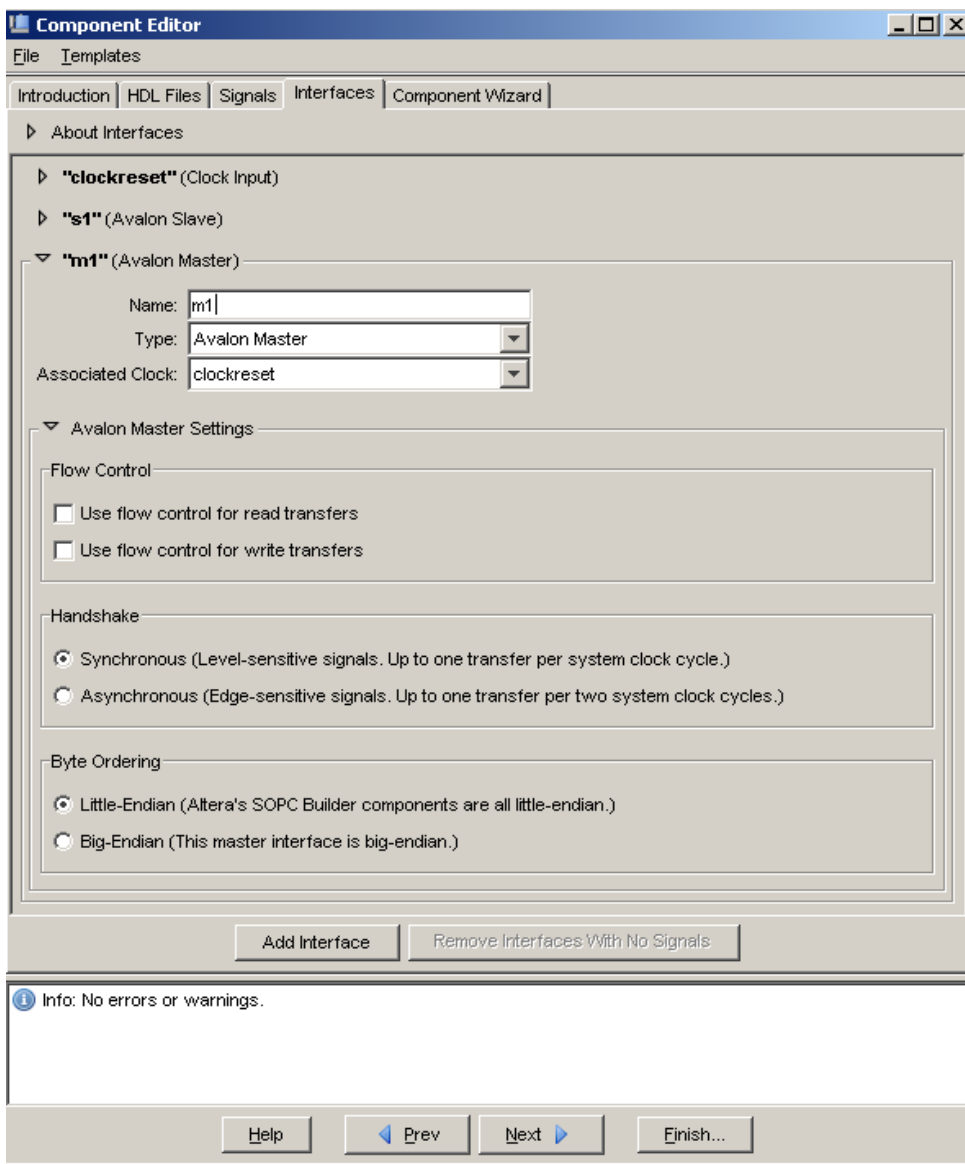 Component Editor
File Templates
Introduction HDL Files Signals Interfaces Component Wizard
About Interfaces
"clockreset" (Clock Input)
"s1" (Avalon Slave)
"m1" (Avalon Master)
Name: m1
Type: Avalon Master
Associated Clock: clockreset
Avalon Master Settings
Flow Control
Use flow control for read transfers
Use flow control for write transfers
Handshake
Synchronous (Level-sensitive signals. Up to one transfer per system clock cycle.)
Asynchronous (Edge-sensitive signals. Up to one transfer per two system clock cycles.)
Byte Ordering
Little-Endian (Altera's SOPC Builder components are all little-endian.)
Big-Endian (This master interface is big-endian.)
Add Interface Remove Interfaces With No Signals
Info: No errors or warnings.
Help Prev Next Finish...